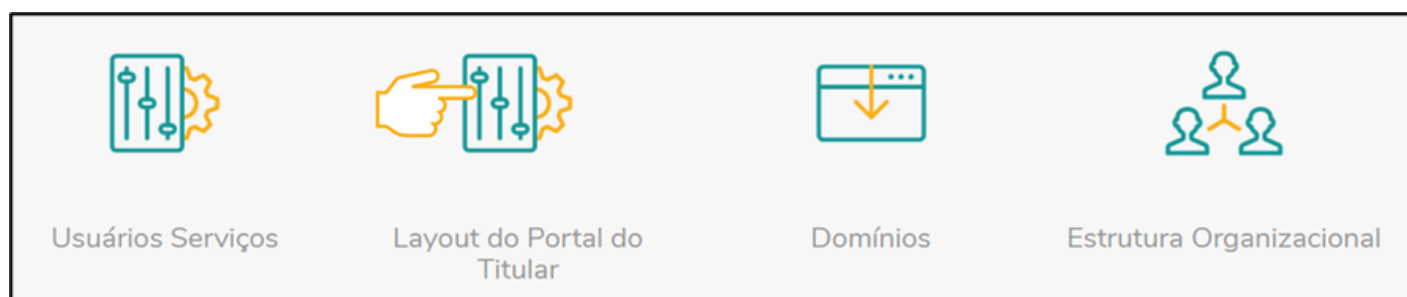 Usuários Serviços
Layout do Portal do
Titular
Domínios
Estrutura Organizacional